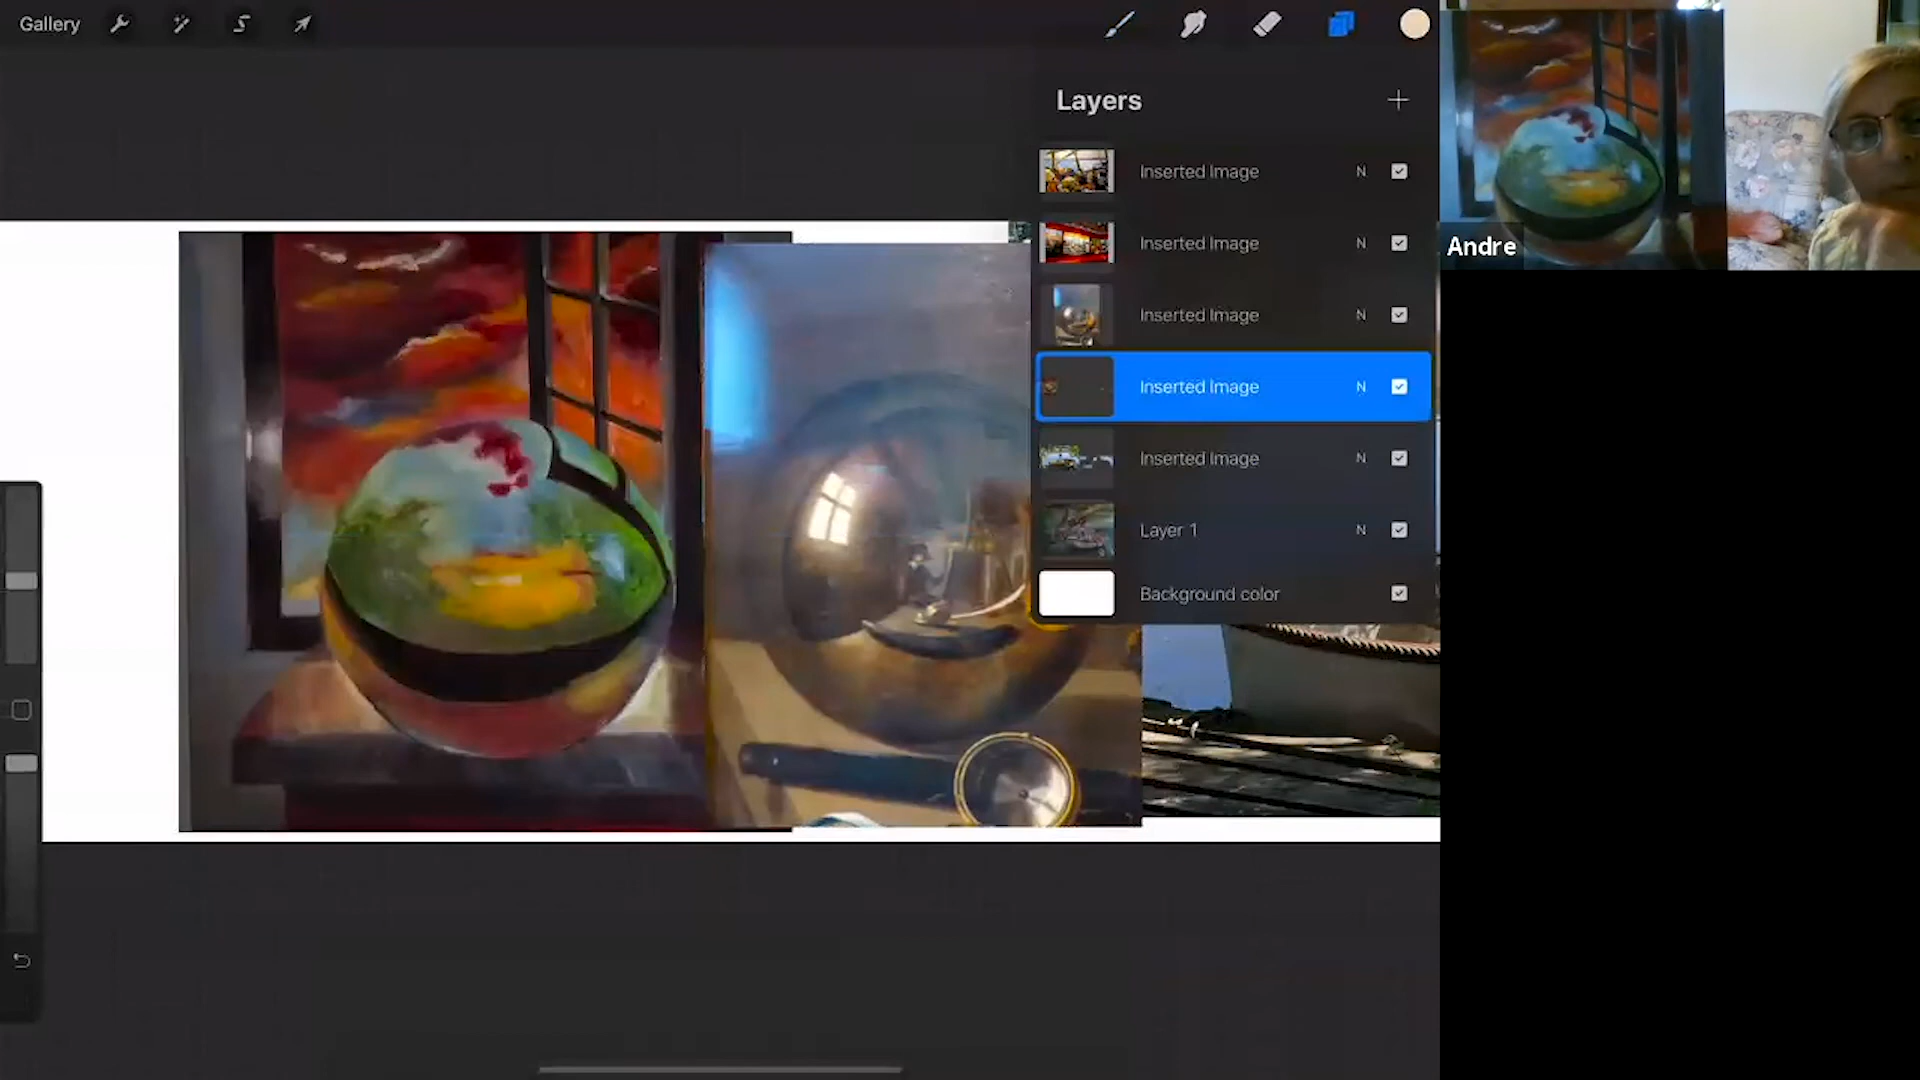 Gallery
Layers
Inserted Image N
Inserted Image N
Inserted Image N
Inserted Image N
Inserted Image N
Layer 1 N
Background color
Andre